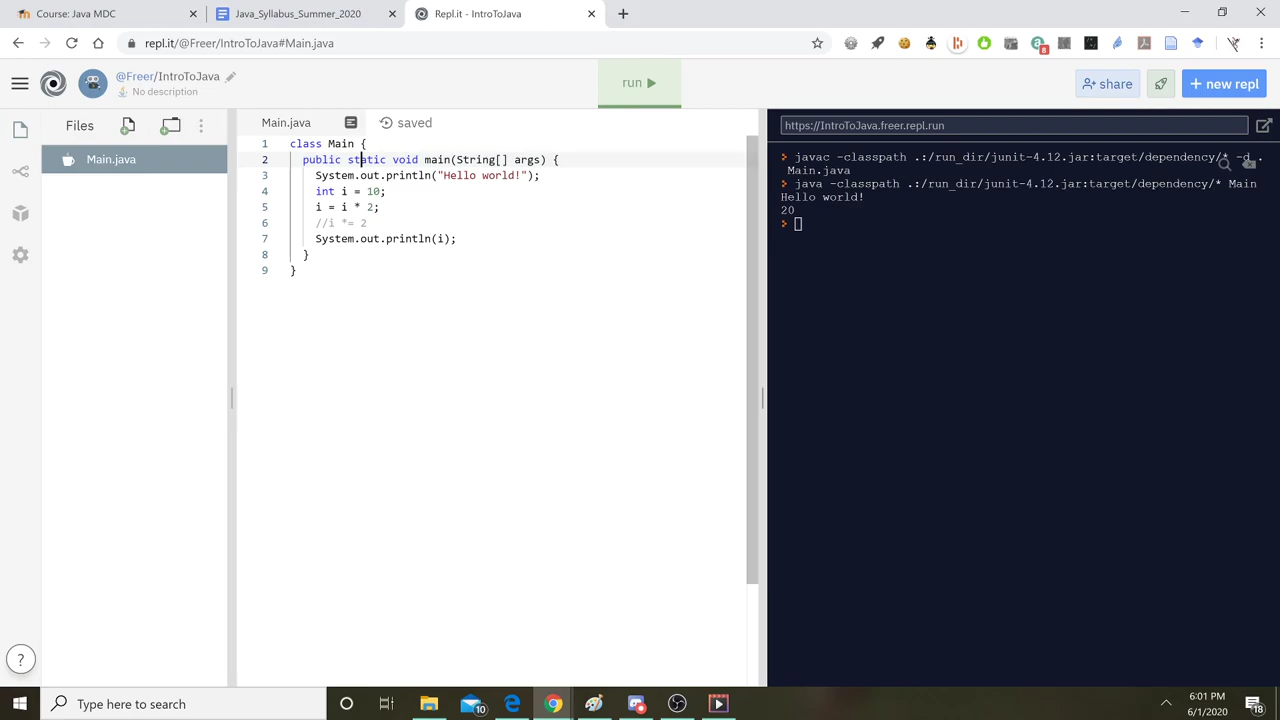 Course: Java MDC
Java_Syllabus_Summer_2020
Repl.it - IntroToJava
repl.it/@Freer/IntroToJava#Main.java
8
@Freer/IntroToJava
No description
run
share
+ new repl
Files
Main.java
saved
https://IntroToJava.freer.repl.run
Main.java
1 class Main {
2 public static void main(String[] args) {
3 System.out.println("Hello world!");
4 int i = 10;
5 i = i * 2;
6 //i *= 2
7 System.out.println(i);
8 }
9 }
javac -classpath .:/run_dir/junit-4.12.jar:target/dependency/* -d .
Main.java
java -classpath .:/run_dir/junit-4.12.jar:target/dependency/* Main
Hello world!
20
?
Type here to search
10
6:01 PM
6/1/2020
18